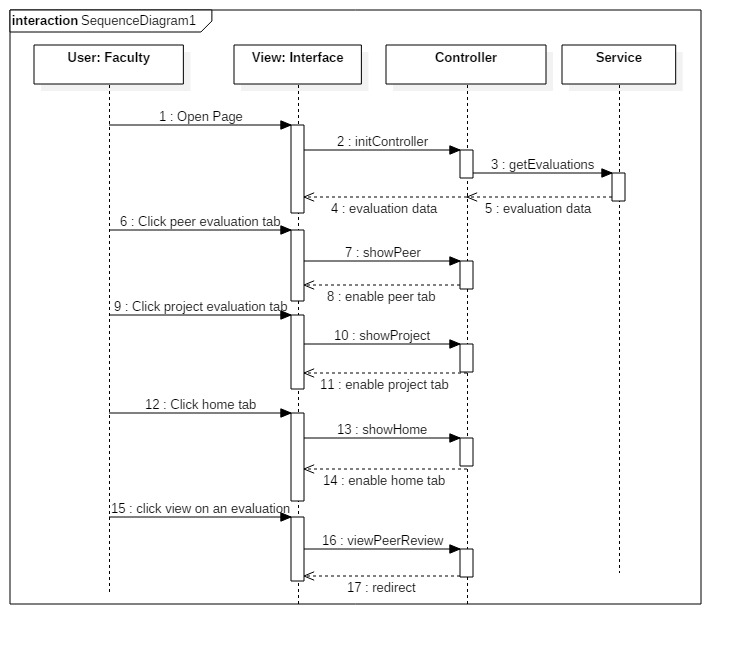 interaction SequenceDiagram1
User: Faculty View: Interface Controller Service
1 : Open Page
2 : initController
3 : getEvaluations
4 : evaluation data 5 : evaluation data
6 : Click peer evaluation tab
7 : showPeer
8 : enable peer tab
9 : Click project evaluation tab
10 : showProject
11 : enable project tab
12 : Click home tab
13 : showHome
14 : enable home tab
15 : click view on an evaluation
16 : viewPeerReview
17 : redirect